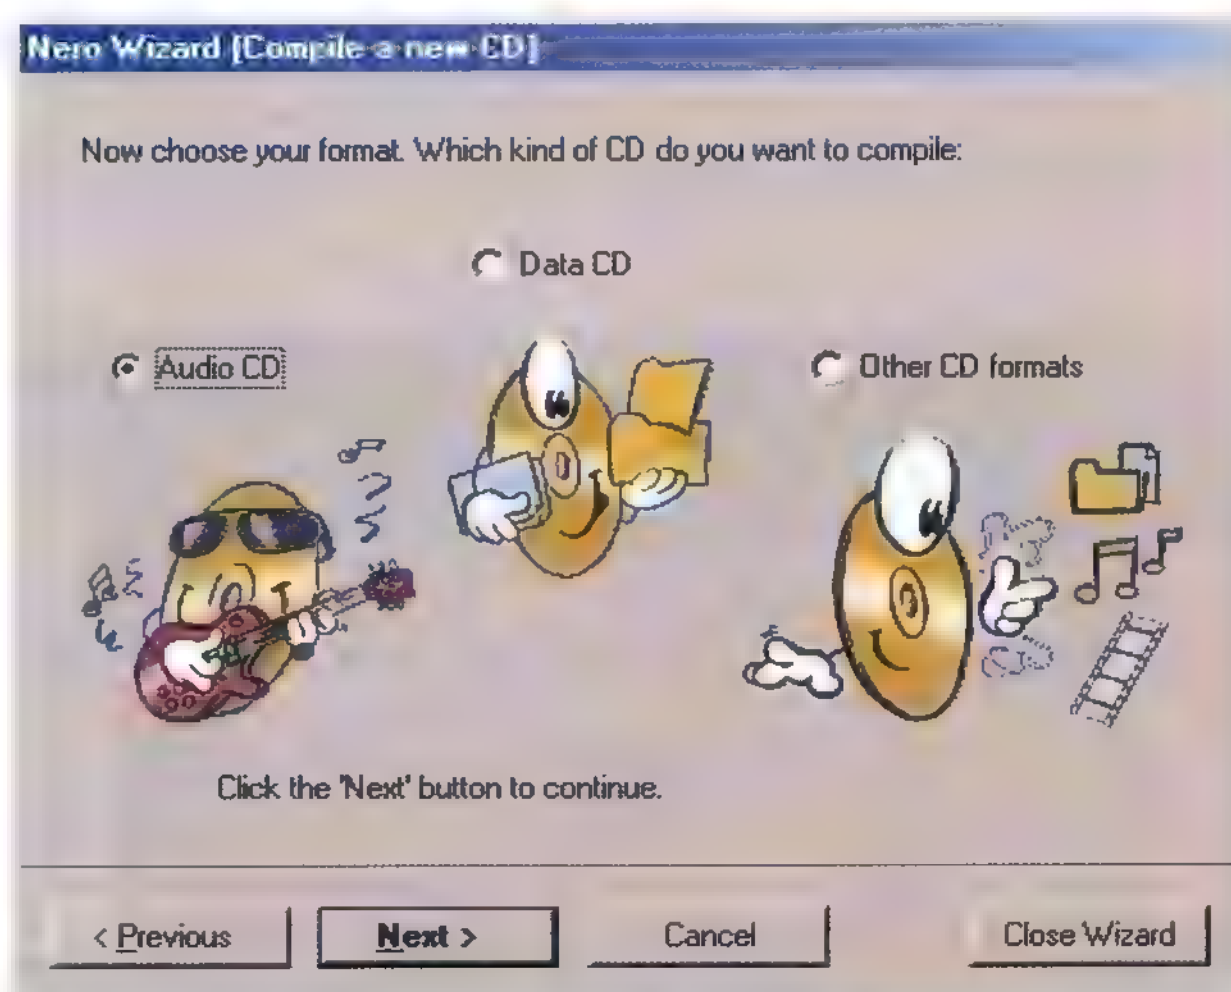 Nero Wizard [Compile a new CD]
Now choose your format. Which kind of CD do you want to compile:
Data CD
Audio CD
Other CD formats
Click the 'Next' button to continue.
< Previous
Next >
Cancel
Close Wizard